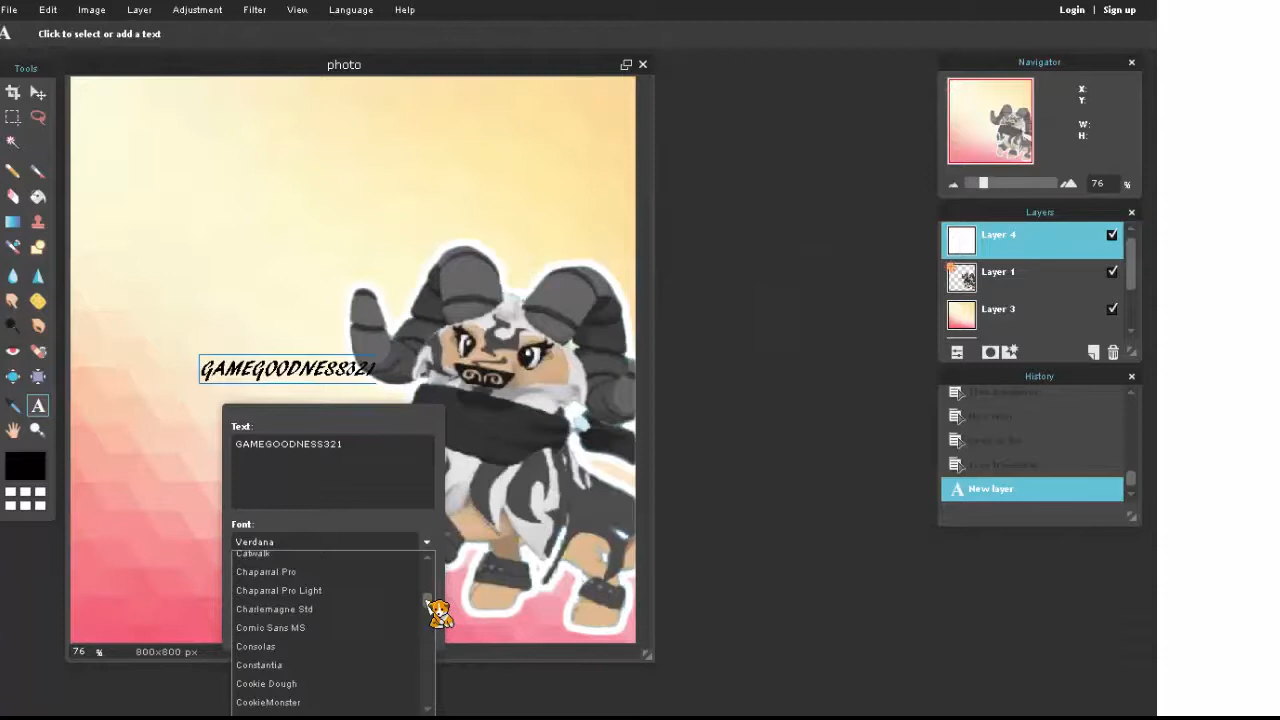 File Edit Image Layer Adjustment Filter View Language Help Login | Sign up
A Click to select or add a text
Tools
photo
Navigator
X:
Y:
W:
H:
76 %
Layers
Layer 4
Layer 1
Layer 3
History
A New layer
GAMEGOODNESS321
Text:
GAMEGOODNESS321
Font:
Verdana
Catwalk
Chaparral Pro
Chaparral Pro Light
Charlemagne Std
Comic Sans MS
Consolas
Constantia
Cookie Dough
CookieMonster
A
76 % 800x800 px